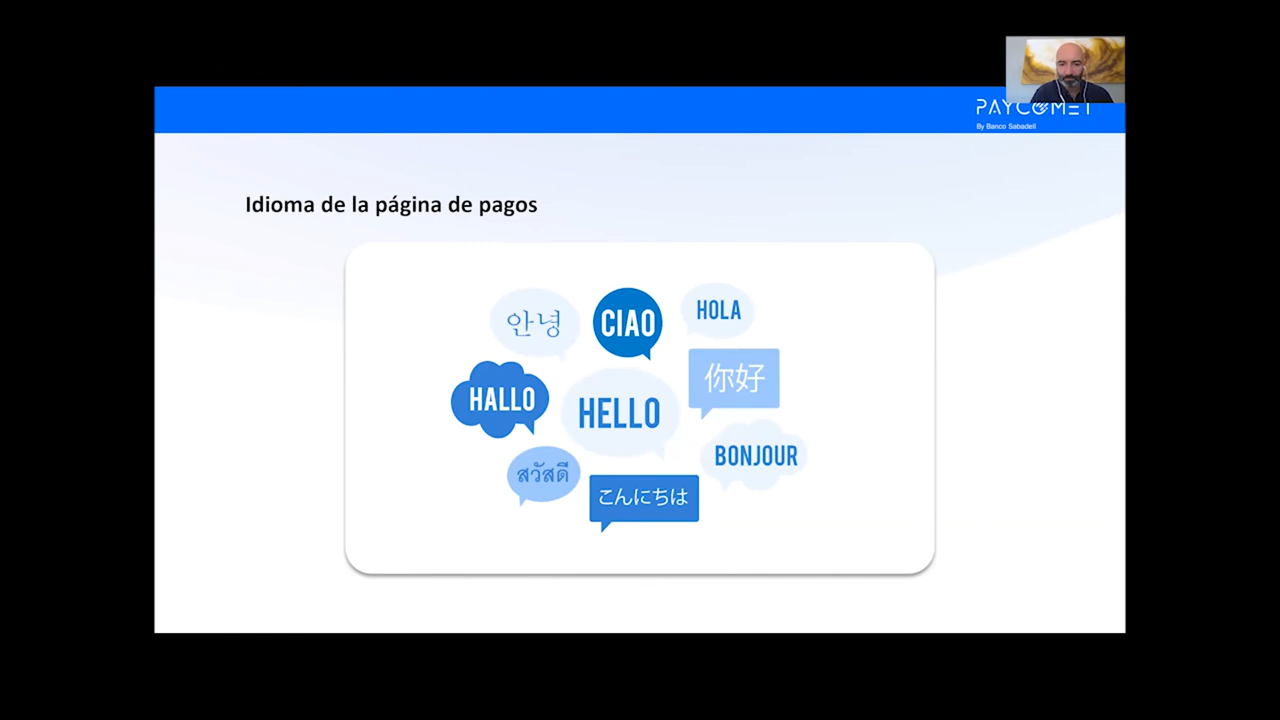 PAYCOMET
By Banco Sabadell
Idioma de la página de pagos
안녕
CIAO
HOLA
HALLO
HELLO
你好
สวัสดี
こんにちは
BONJOUR